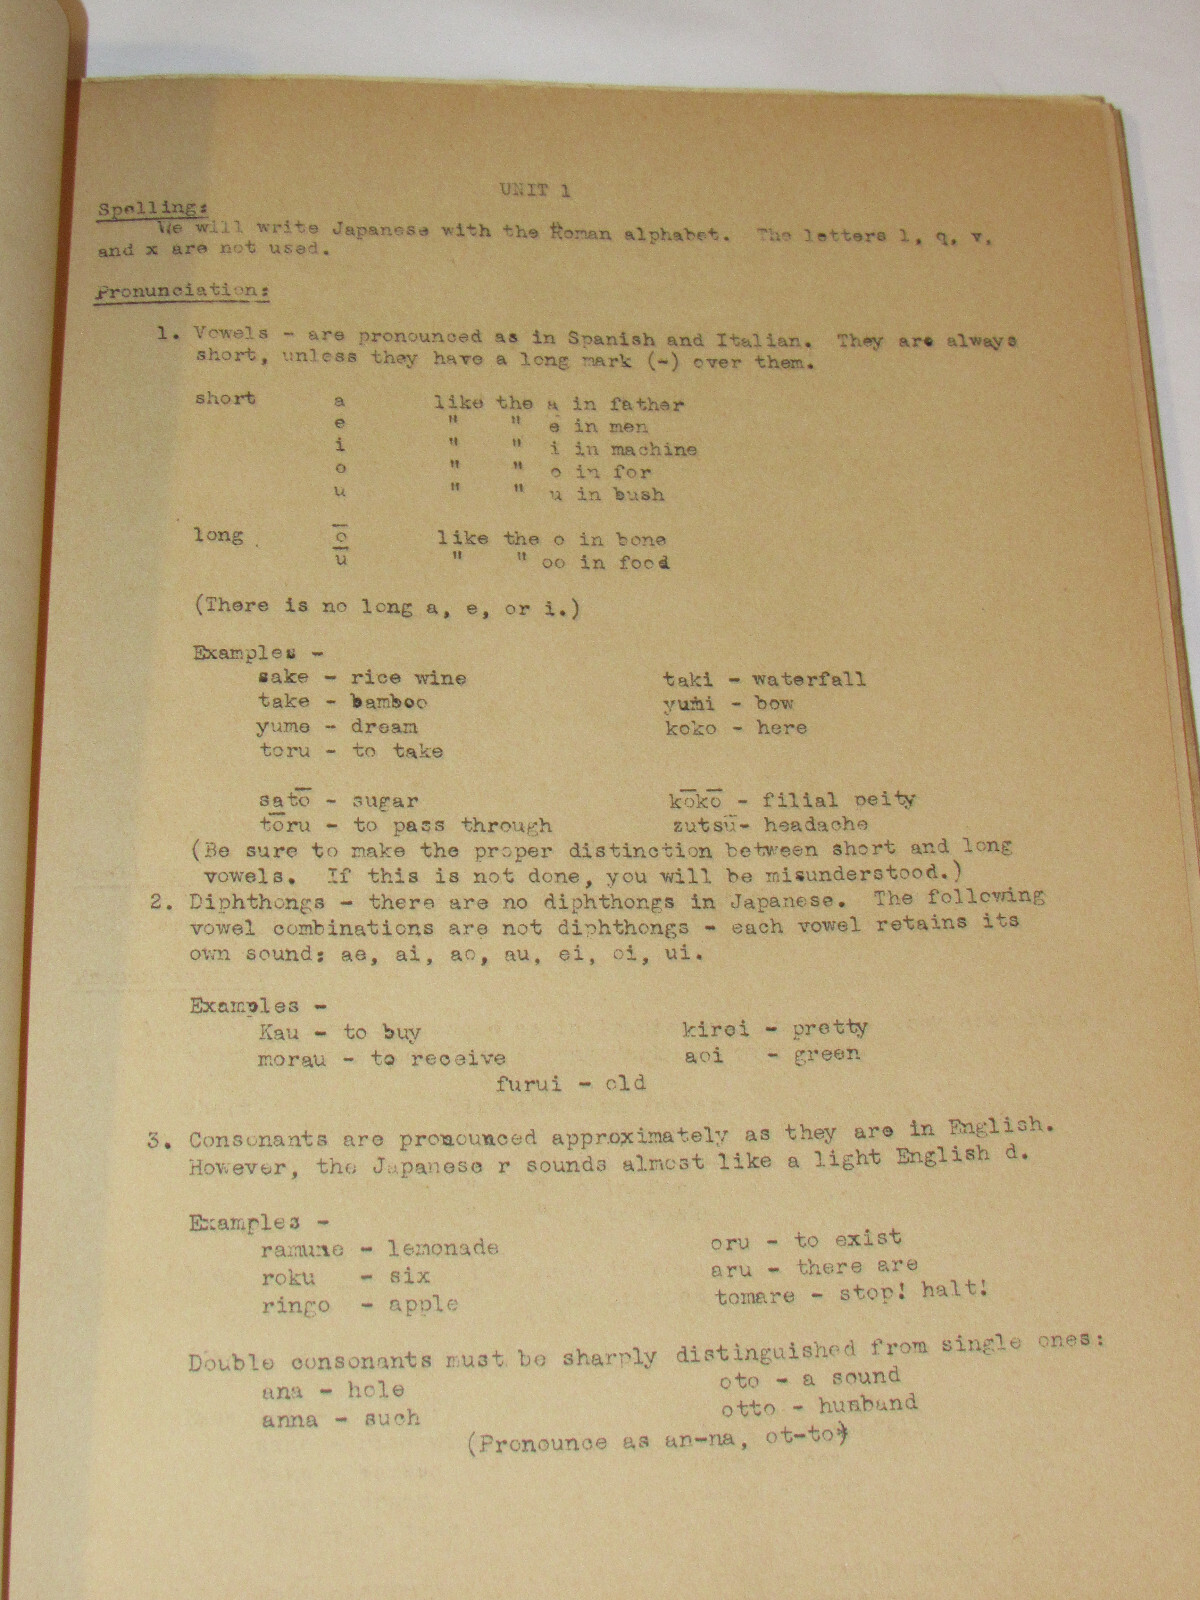 UNIT 1
Spelling:
We will write Japanese with the Roman alphabet. The letters l, q, v,
and x are not used.
Pronunciation:
1. Vowels - are pronounced as in Spanish and Italian. They are always
short, unless they have a long mark (-) over them.
short a like the a in father
e " " e in men
i " " i in machine
o " " o in for
u " " u in bush
long ō like the o in bone
ū " " oo in food
(There is no long a, e, or i.)
Examples -
sake - rice wine taki - waterfall
take - bamboo yumi - bow
yume - dream koko - here
toru - to take
satō - sugar kōkō - filial peity
tōru - to pass through zutsū- headache
(Be sure to make the proper distinction between short and long
vowels. If this is not done, you will be misunderstood.)
2. Diphthongs - there are no diphthongs in Japanese. The following
vowel combinations are not diphthongs - each vowel retains its
own sound: ae, ai, ao, au, ei, oi, ui.
Examples -
Kau - to buy kirei - pretty
morau - to receive aoi - green
furui - old
3. Consonants are pronounced approximately as they are in English.
However, the Japanese r sounds almost like a light English d.
Examples -
ramune - lemonade oru - to exist
roku - six aru - there are
ringo - apple tomare - stop! halt!
Double consonants must be sharply distinguished from single ones:
ana - hole oto - a sound
anna - such otto - husband
(Pronounce as an-na, ot-to)